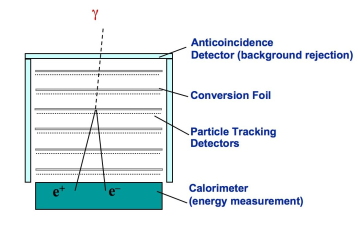 γ
Anticoincidence
Detector (background rejection)
Conversion Foil
Particle Tracking
Detectors
e⁺ e⁻
Calorimeter
(energy measurement)